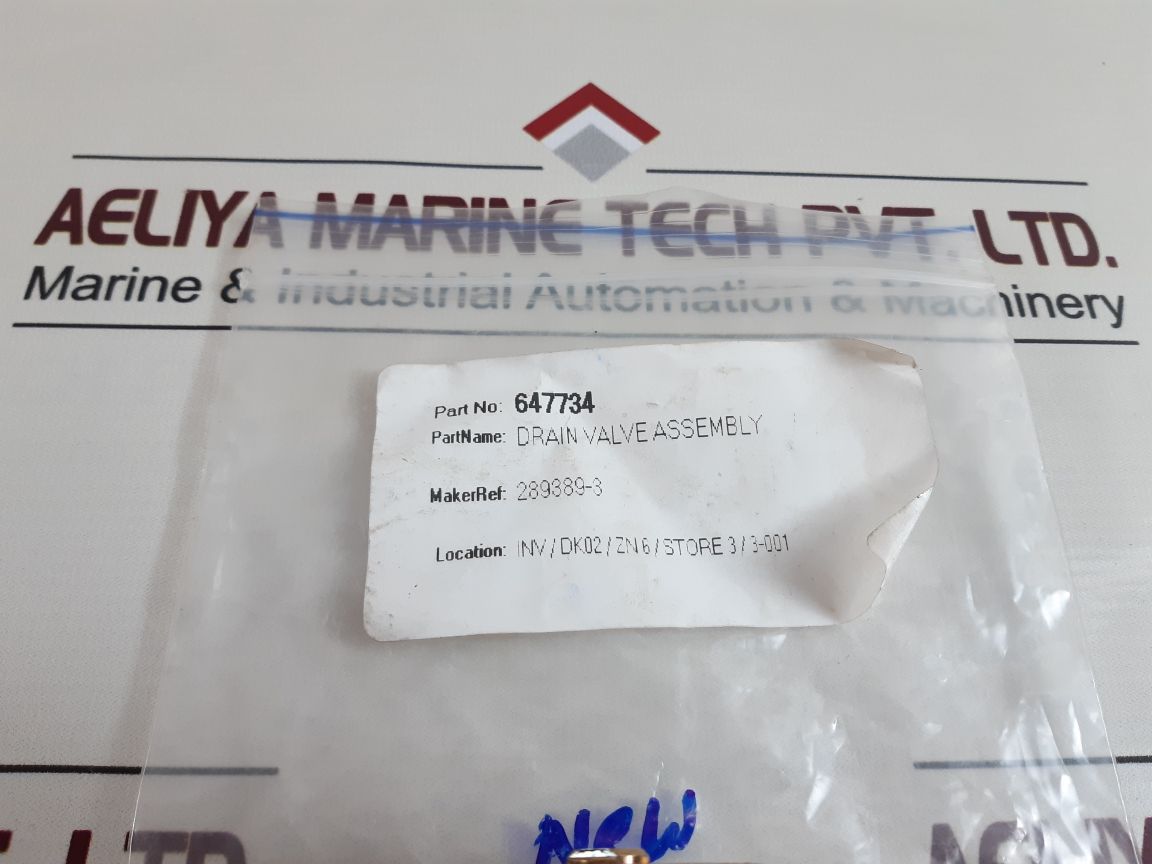 AELIYA MARINE TECH PVT. LTD.
Marine & Industrial Automation & Machinery
Part No: 647734
PartName: DRAIN VALVE ASSEMBLY
MakerRef: 289389-3
Location: INV / DK02 / ZN 6 / STORE 3 / 3-001
NEW